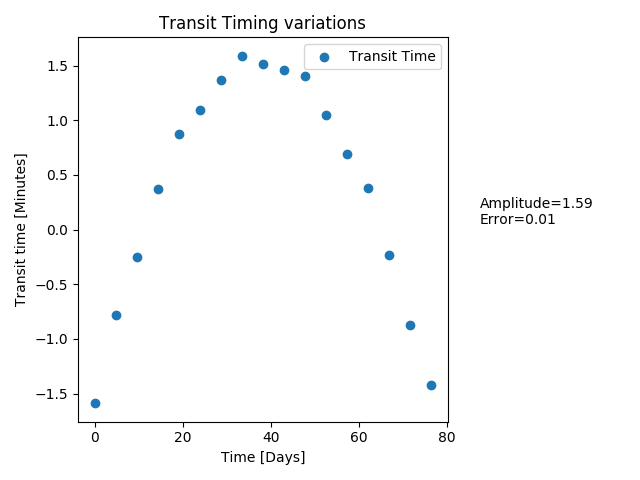 Transit Timing variations
Transit Time
Transit time [Minutes]
1.5
1.0
0.5
0.0
−0.5
−1.0
−1.5
0
20
40
60
80
Time [Days]
Amplitude=1.59
Error=0.01